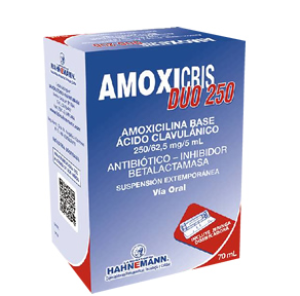 AMOXICRIS
DUO 250
AMOXICILINA BASE
ÁCIDO CLAVULÁNICO
250/62,5 mg/5 mL
ANTIBIÓTICO - INHIBIDOR
BETALACTAMASA
SUSPENSIÓN EXTEMPORÁNEA
Vía Oral
HAHNEMANN
70 mL